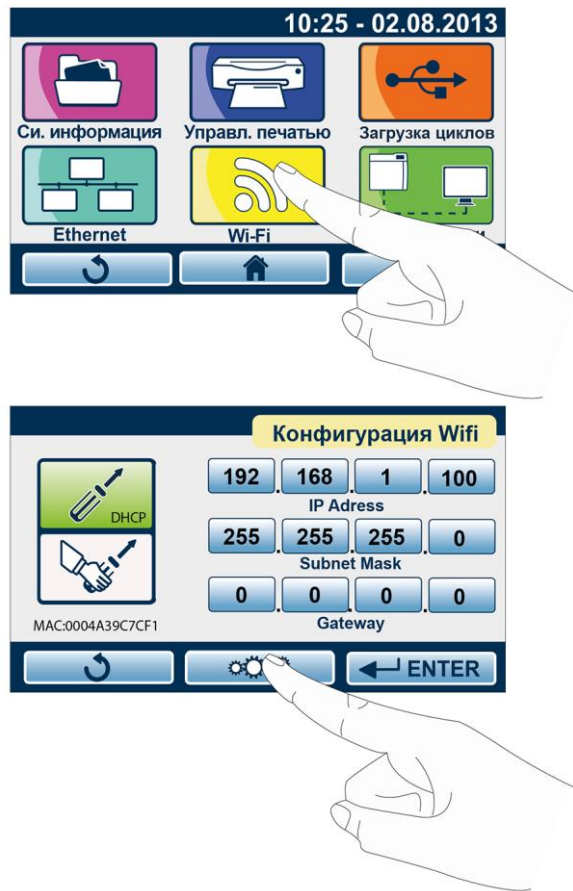 10:25 - 02.08.2013
Си. информация
Управл. печатью
Загрузка циклов
Ethernet
Wi-Fi
Конфигурация Wifi
DHCP
192 . 168 . 1 . 100
IP Adress
255 . 255 . 255 . 0
Subnet Mask
0 . 0 . 0 . 0
Gateway
MAC:0004A39C7CF1
ENTER